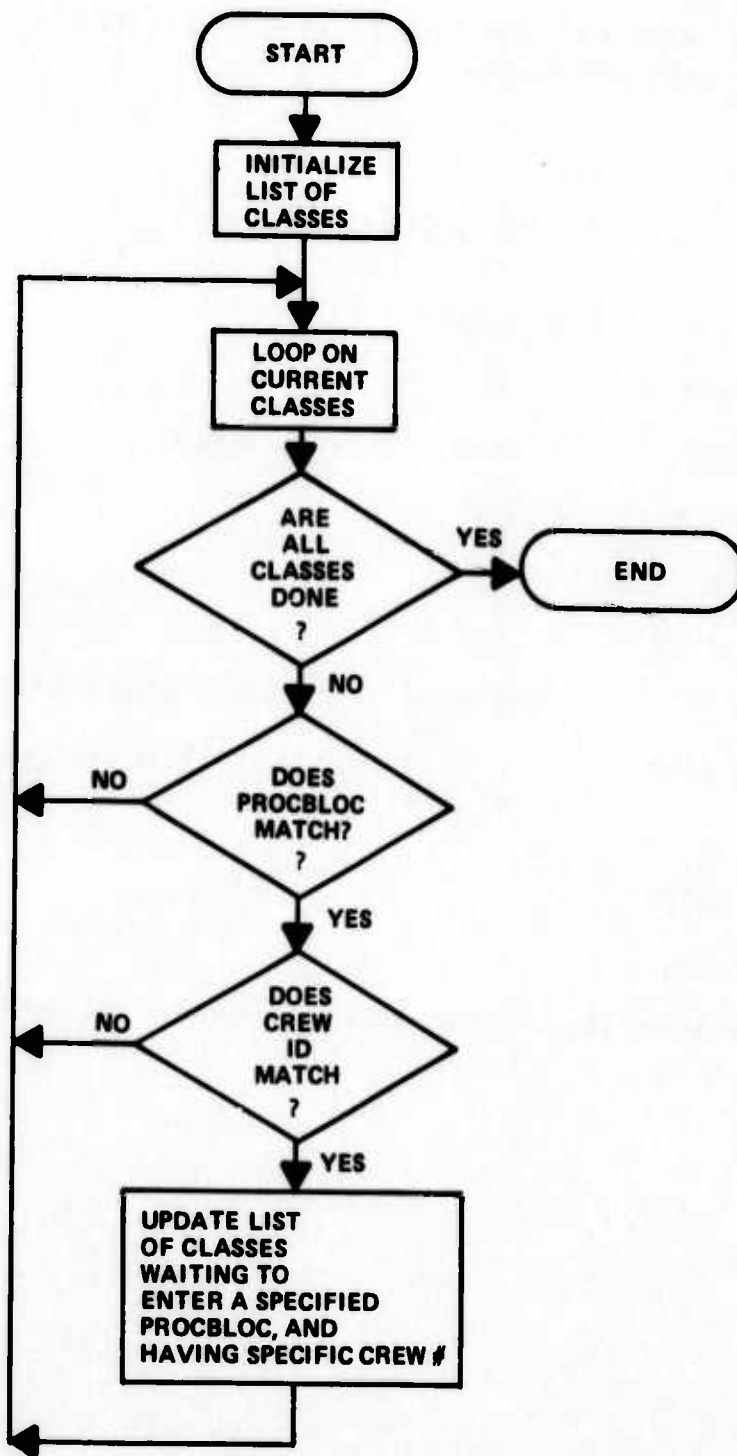 START
INITIALIZE
LIST OF
CLASSES
LOOP ON
CURRENT
CLASSES
ARE
ALL
CLASSES
DONE
?
YES
END
NO
DOES
PROCBLOC
MATCH?
?
NO
YES
DOES
CREW
ID
MATCH
?
NO
YES
UPDATE LIST
OF CLASSES
WAITING TO
ENTER A SPECIFIED
PROCBLOC, AND
HAVING SPECIFIC CREW #